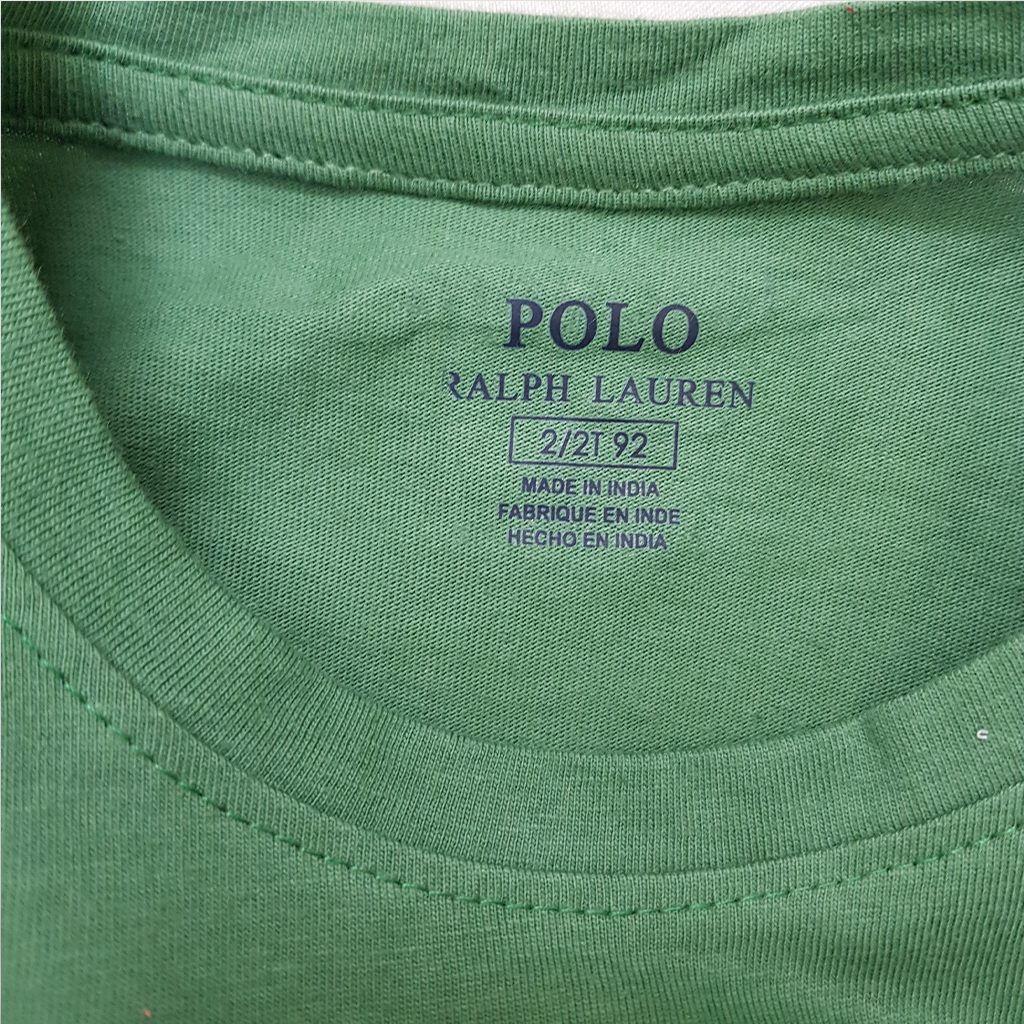 POLO
RALPH LAUREN
2/2T 92
MADE IN INDIA
FABRIQUE EN INDE
HECHO EN INDIA